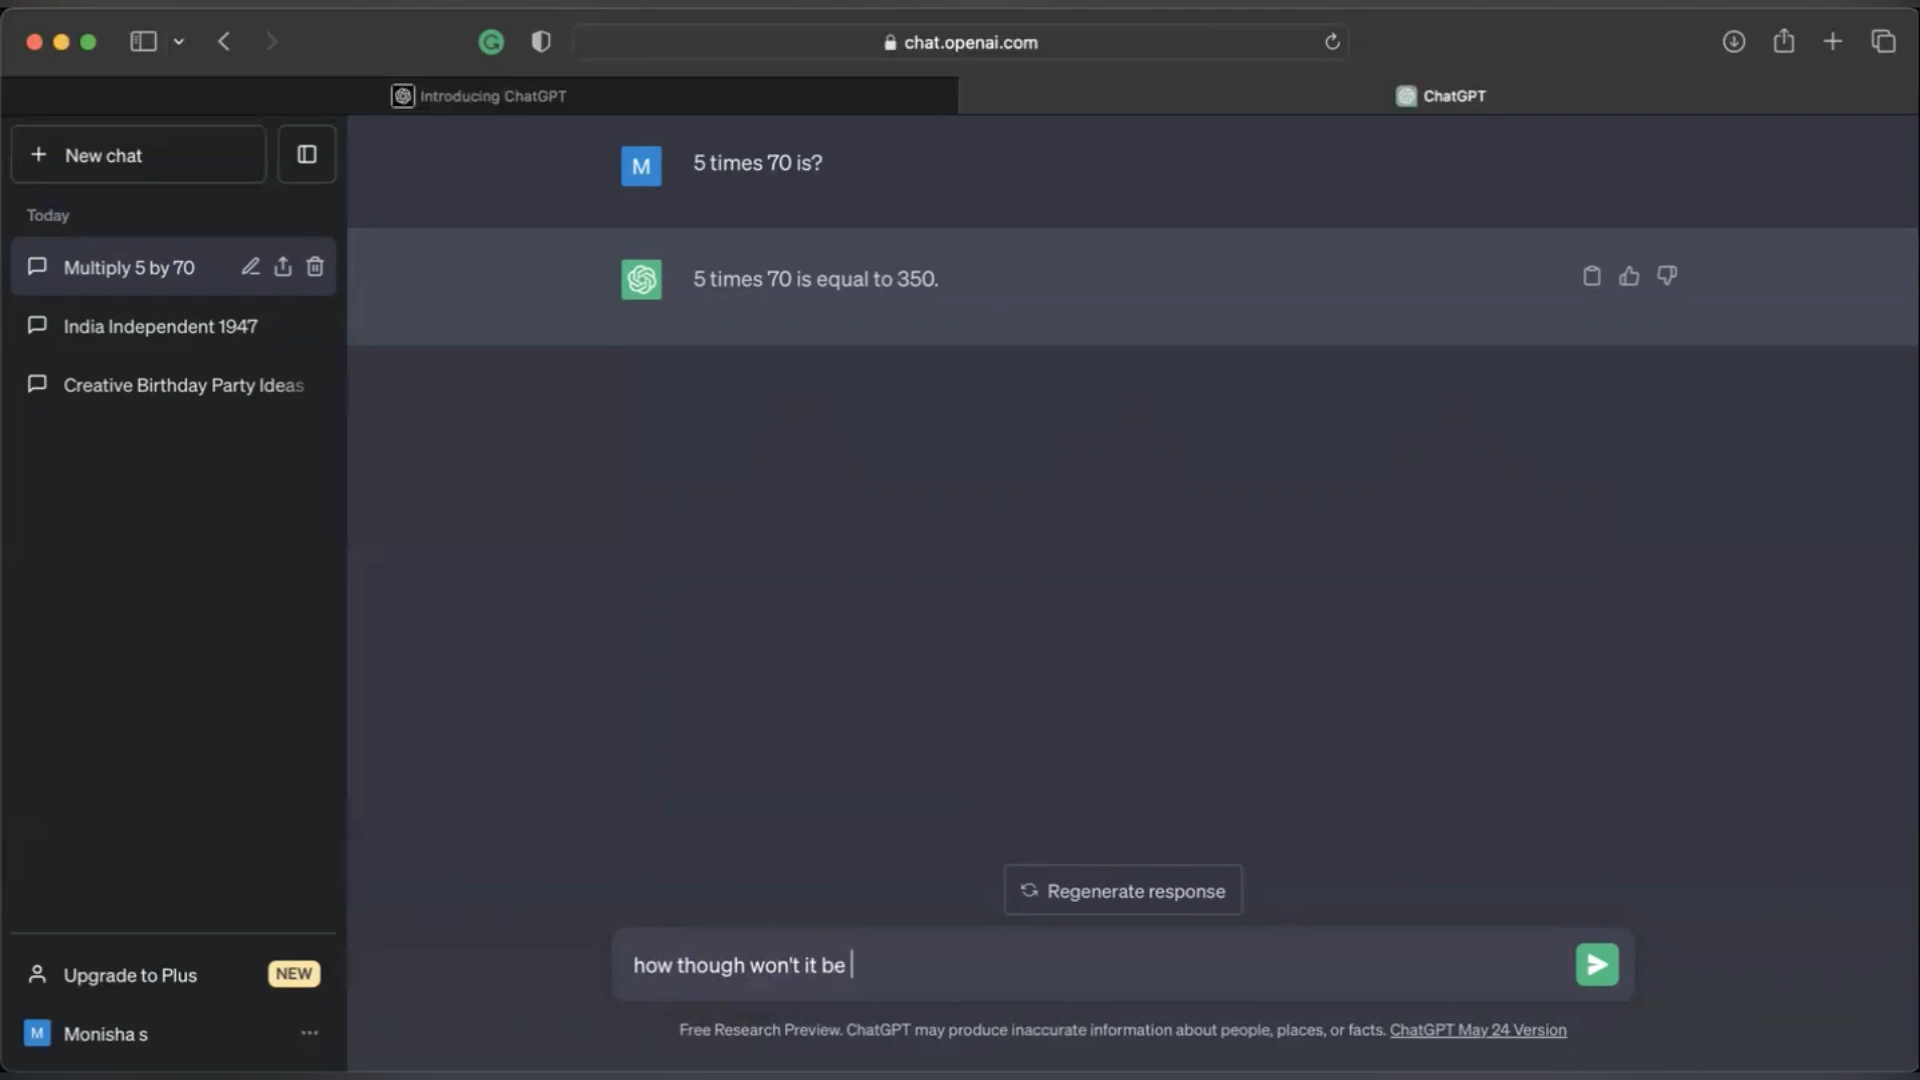 chat.openai.com
Introducing ChatGPT
ChatGPT
New chat
Today
Multiply 5 by 70
India Independent 1947
Creative Birthday Party Ideas
Upgrade to Plus
NEW
M
Monisha s
M
5 times 70 is?
5 times 70 is equal to 350.
Regenerate response
how though won't it be
Free Research Preview. ChatGPT may produce inaccurate information about people, places, or facts. ChatGPT May 24 Version